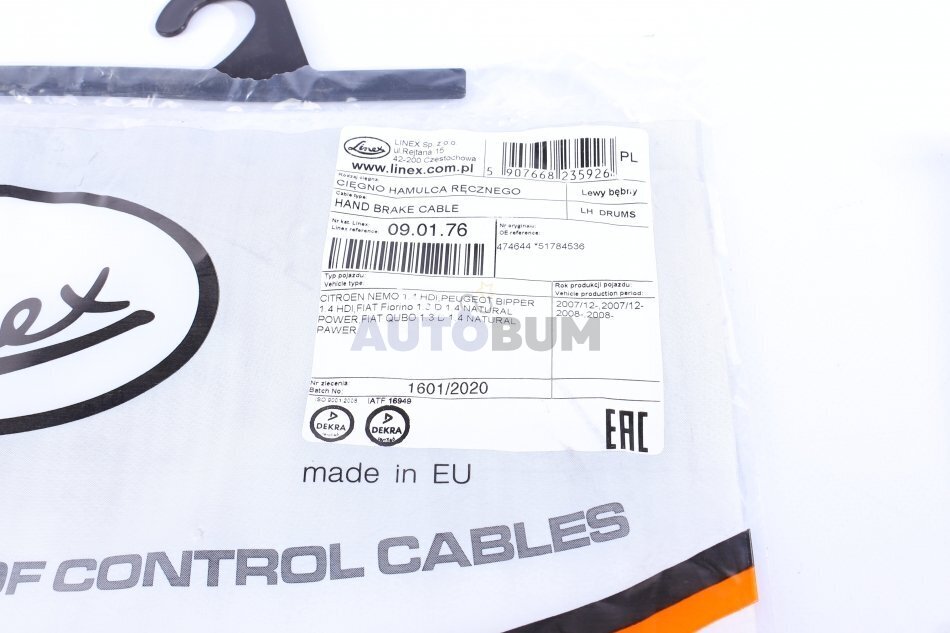 Linex
LINEX Sp. z o.o.
ul.Rejtana 15
42-200 Częstochowa
www.linex.com.pl
5 907668 235926
PL
Rodzaj cięgna:
CIĘGNO HAMULCA RĘCZNEGO
Lewy bębny
Cable type:
HAND BRAKE CABLE
LH DRUMS
Nr kat. Linex:
Linex reference:
09.01.76
Nr oryginału:
OE reference:
474644 *51784536
Typ pojazdu:
Vehicle type:
Rok produkcji pojazdu:
Vehicle production period:
CITROEN NEMO 1.4 HDI,PEUGEOT BIPPER
1.4 HDI,FIAT Fiorino 1.3 D 1.4 NATURAL
POWER,FIAT QUBO 1.3 D 1.4 NATURAL
PAWER
2007/12-,2007/12-
2008-,2008-
AUTOBUM
Nr zlecenia:
Batch No:
1601/2020
ISO 9001:2008
IATF 16949
DEKRA
DEKRA
EAC
made in EU
nex
OF CONTROL CABLES